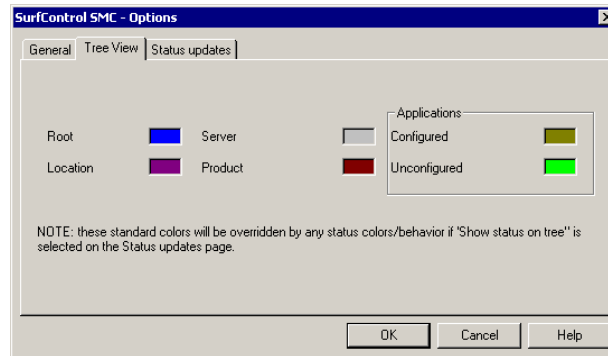 SurfControl SMC - Options
General Tree View Status updates
Applications
Root Server Configured
Location Product Unconfigured
NOTE: these standard colors will be overridden by any status colors/behavior if 'Show status on tree" is
selected on the Status updates page.
OK Cancel Help